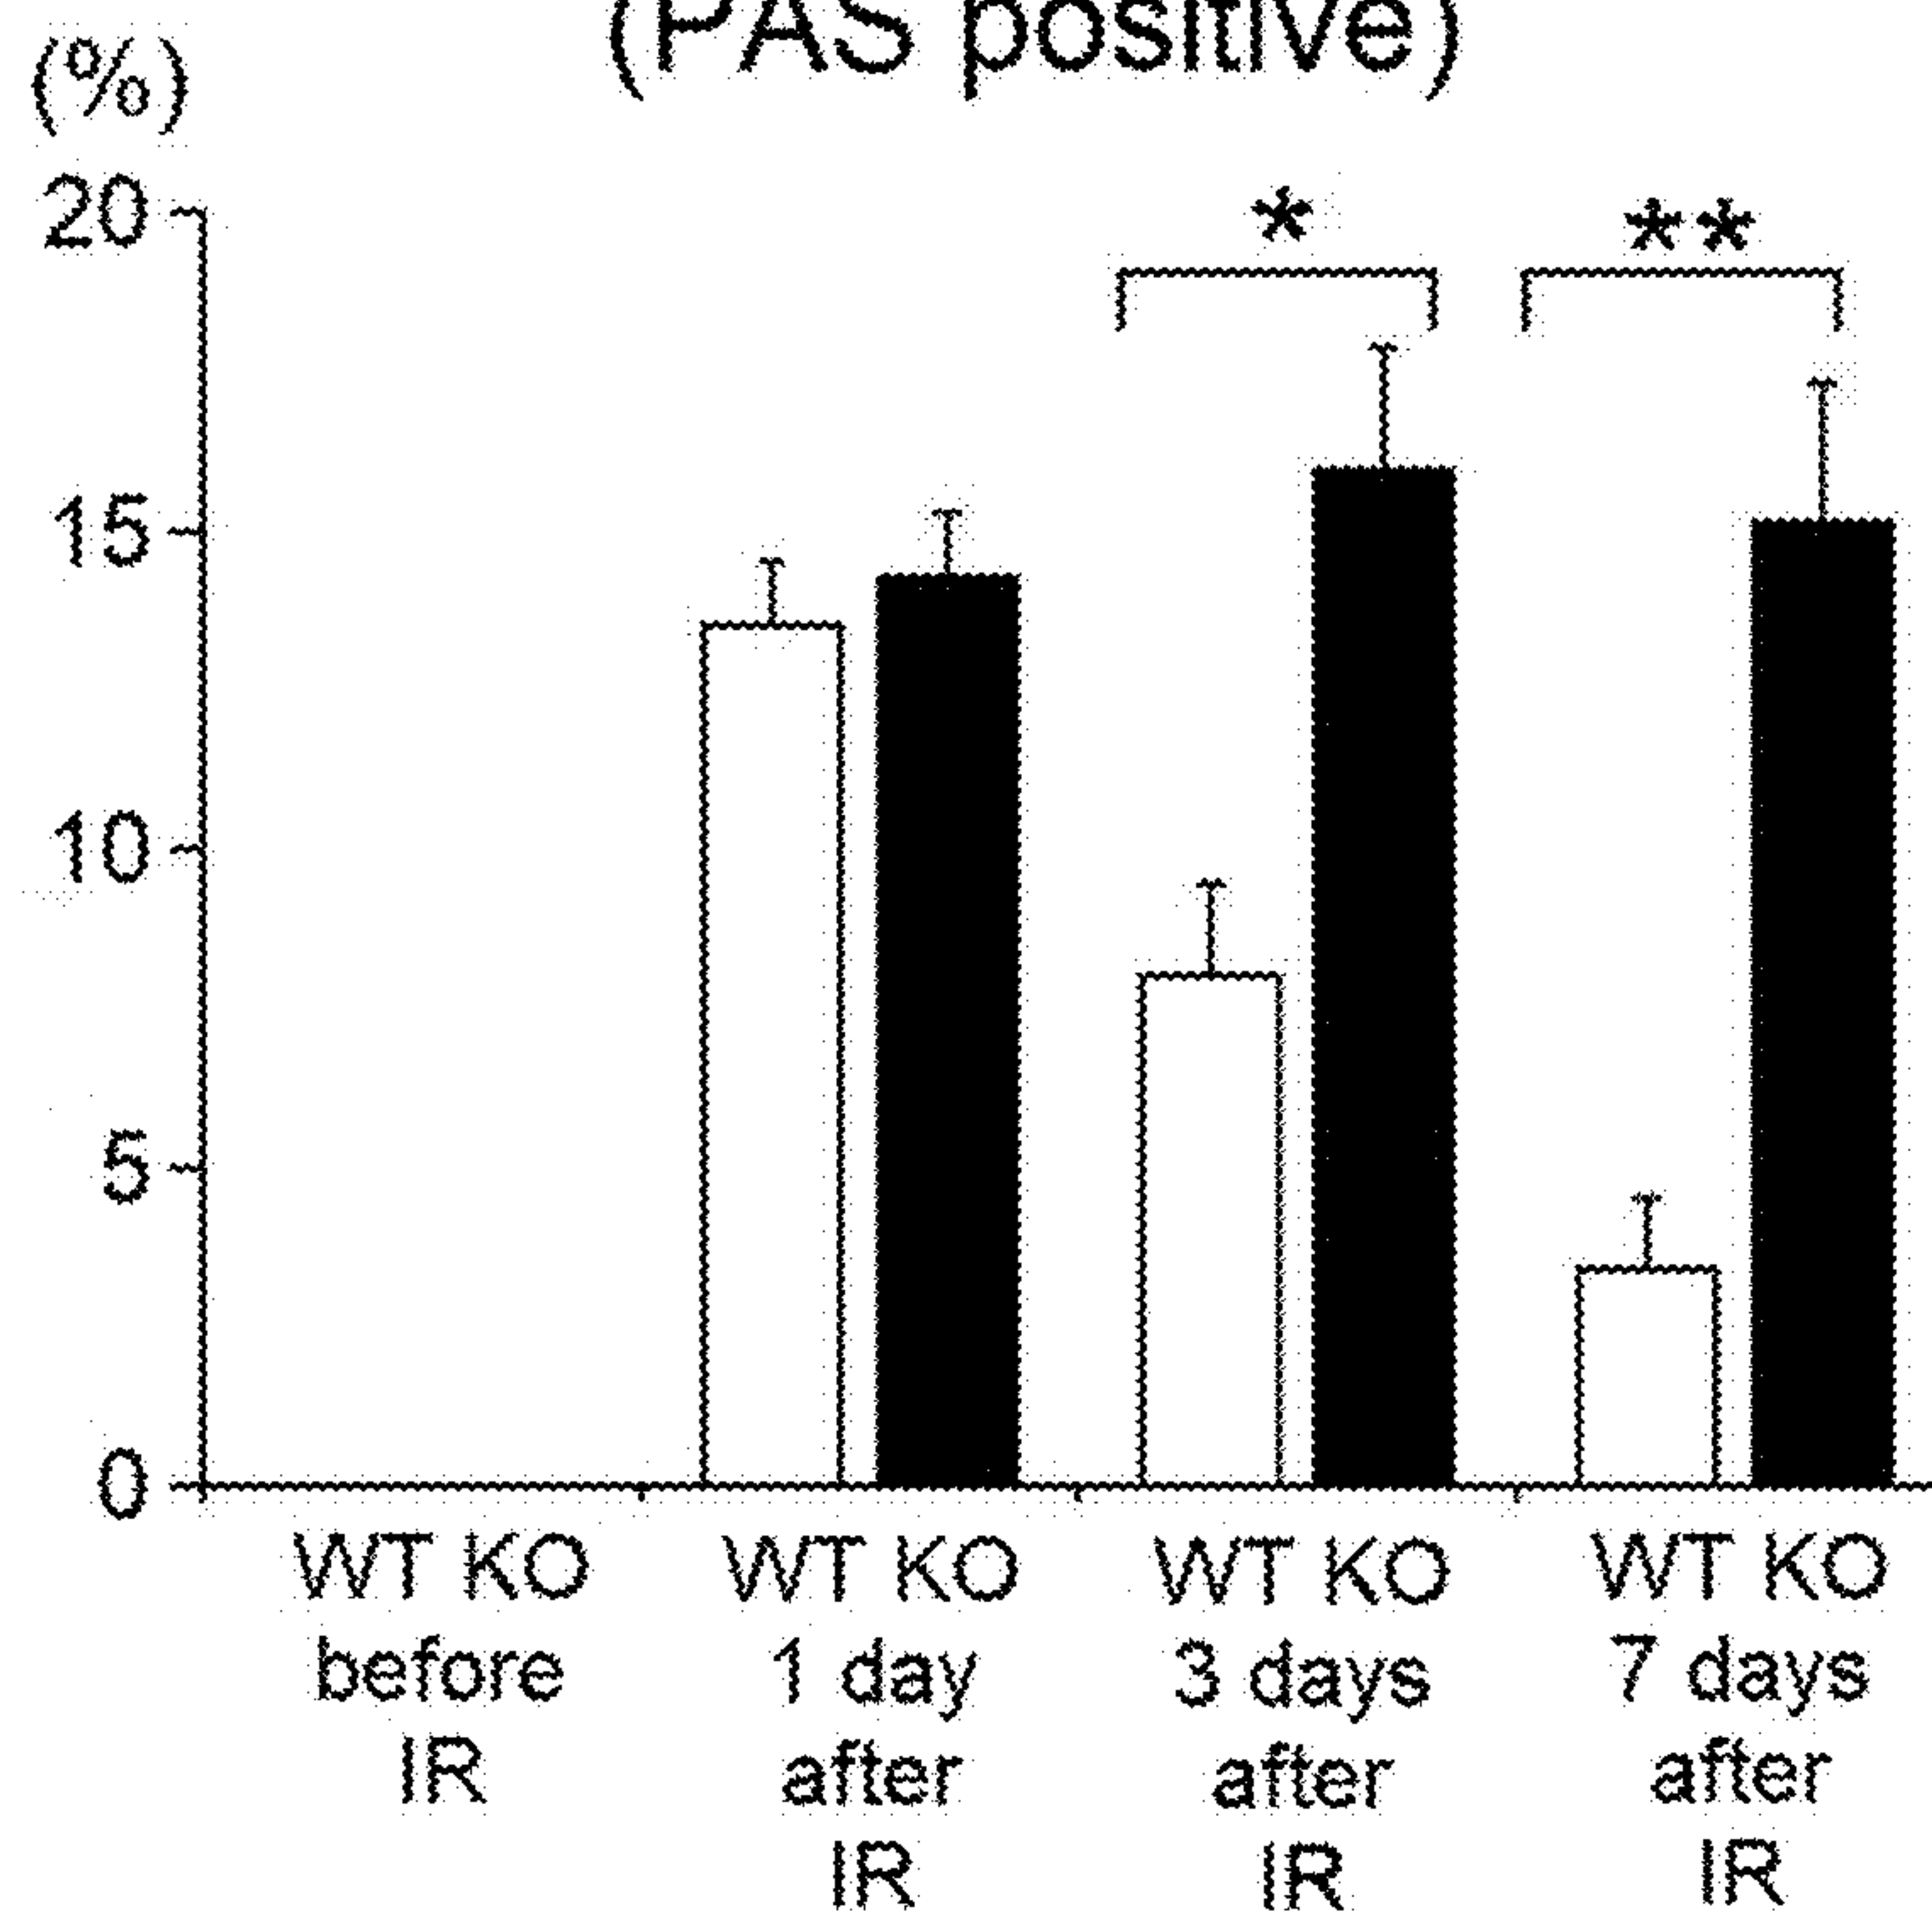 (PAS positive)
(%)
20
* **
15
10
5
0
WT KO WT KO WT KO WT KO
before 1 day 3 days 7 days
IR after after after
IR IR IR